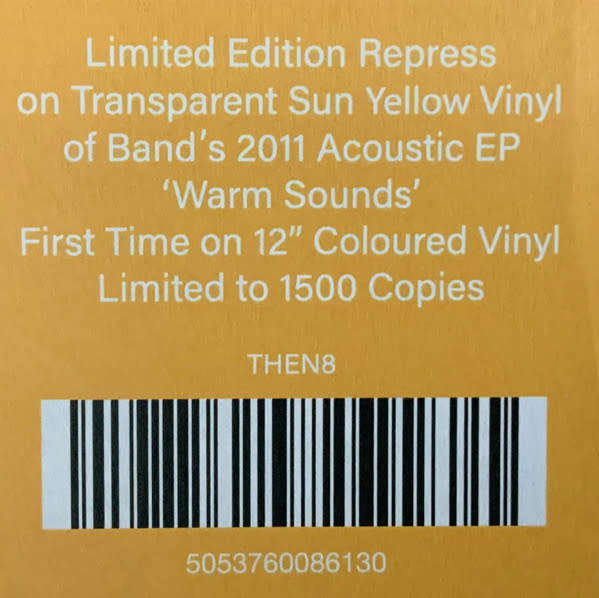 Limited Edition Repress
on Transparent Sun Yellow Vinyl
of Band's 2011 Acoustic EP
‘Warm Sounds’
First Time on 12” Coloured Vinyl
Limited to 1500 Copies
THEN8
5053760086130